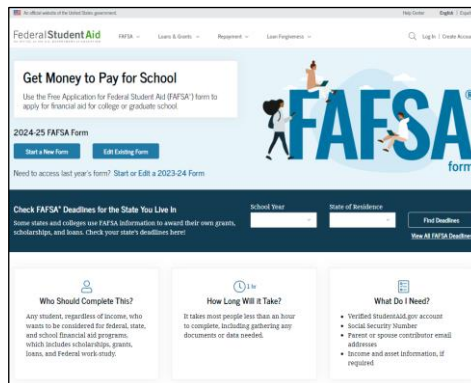 An official website of the United States government.
Help Center English | Españ
Federal Student Aid
FAFSA Loans & Grants Repayment Loan Forgiveness Log In | Create Accou
Get Money to Pay for School
Use the Free Application for Federal Student Aid (FAFSA®) form to
apply for financial aid for college or graduate school.
2024-25 FAFSA Form
Start a New Form Edit Existing Form
Need to access last year's form? Start or Edit a 2023-24 Form
FAFSA®
form
Check FAFSA® Deadlines for the State You Live In
Some states and colleges use FAFSA information to award their own grants,
scholarships, and loans. Check your state's deadlines here!
School Year State of Residence
Find Deadlines
View All FAFSA Deadlines
Who Should Complete This?
Any student, regardless of income, who
wants to be considered for federal, state,
and school financial aid programs,
which includes scholarships, grants,
loans, and Federal work-study.
1 hr
How Long Will it Take?
It takes most people less than an hour
to complete, including gathering any
documents or data needed.
What Do I Need?
• Verified StudentAid.gov account
• Social Security Number
• Parent or spouse contributor email
addresses
• Income and asset information, if
required